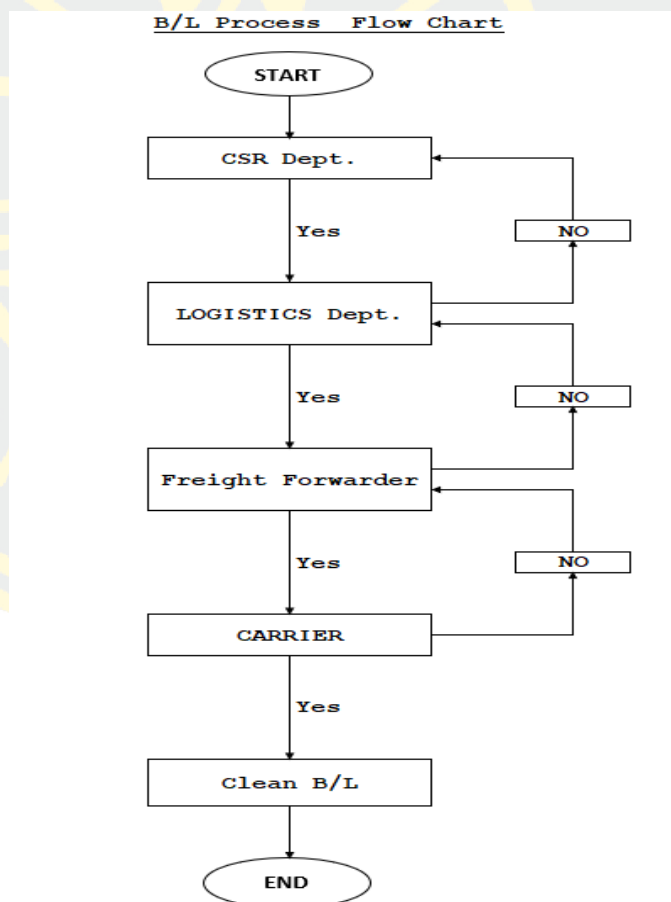 B/L Process  Flow Chart
START
CSR Dept.
Yes
NO
LOGISTICS Dept.
Yes
NO
Freight Forwarder
Yes
NO
CARRIER
Yes
Clean B/L
END